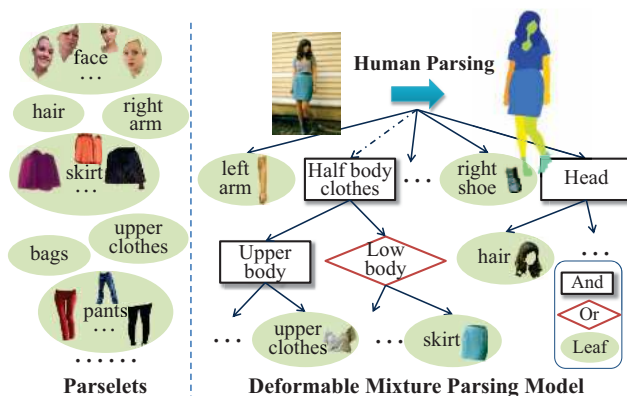 face
...
hair
right
arm
skirt
...
upper
clothes
bags
pants
...
......
Parselets
Human Parsing
left
arm
Half body
clothes
...
right
shoe
Head
Upper
body
Low
body
hair
...
...
upper
clothes
...
skirt
And
Or
Leaf
Deformable Mixture Parsing Model